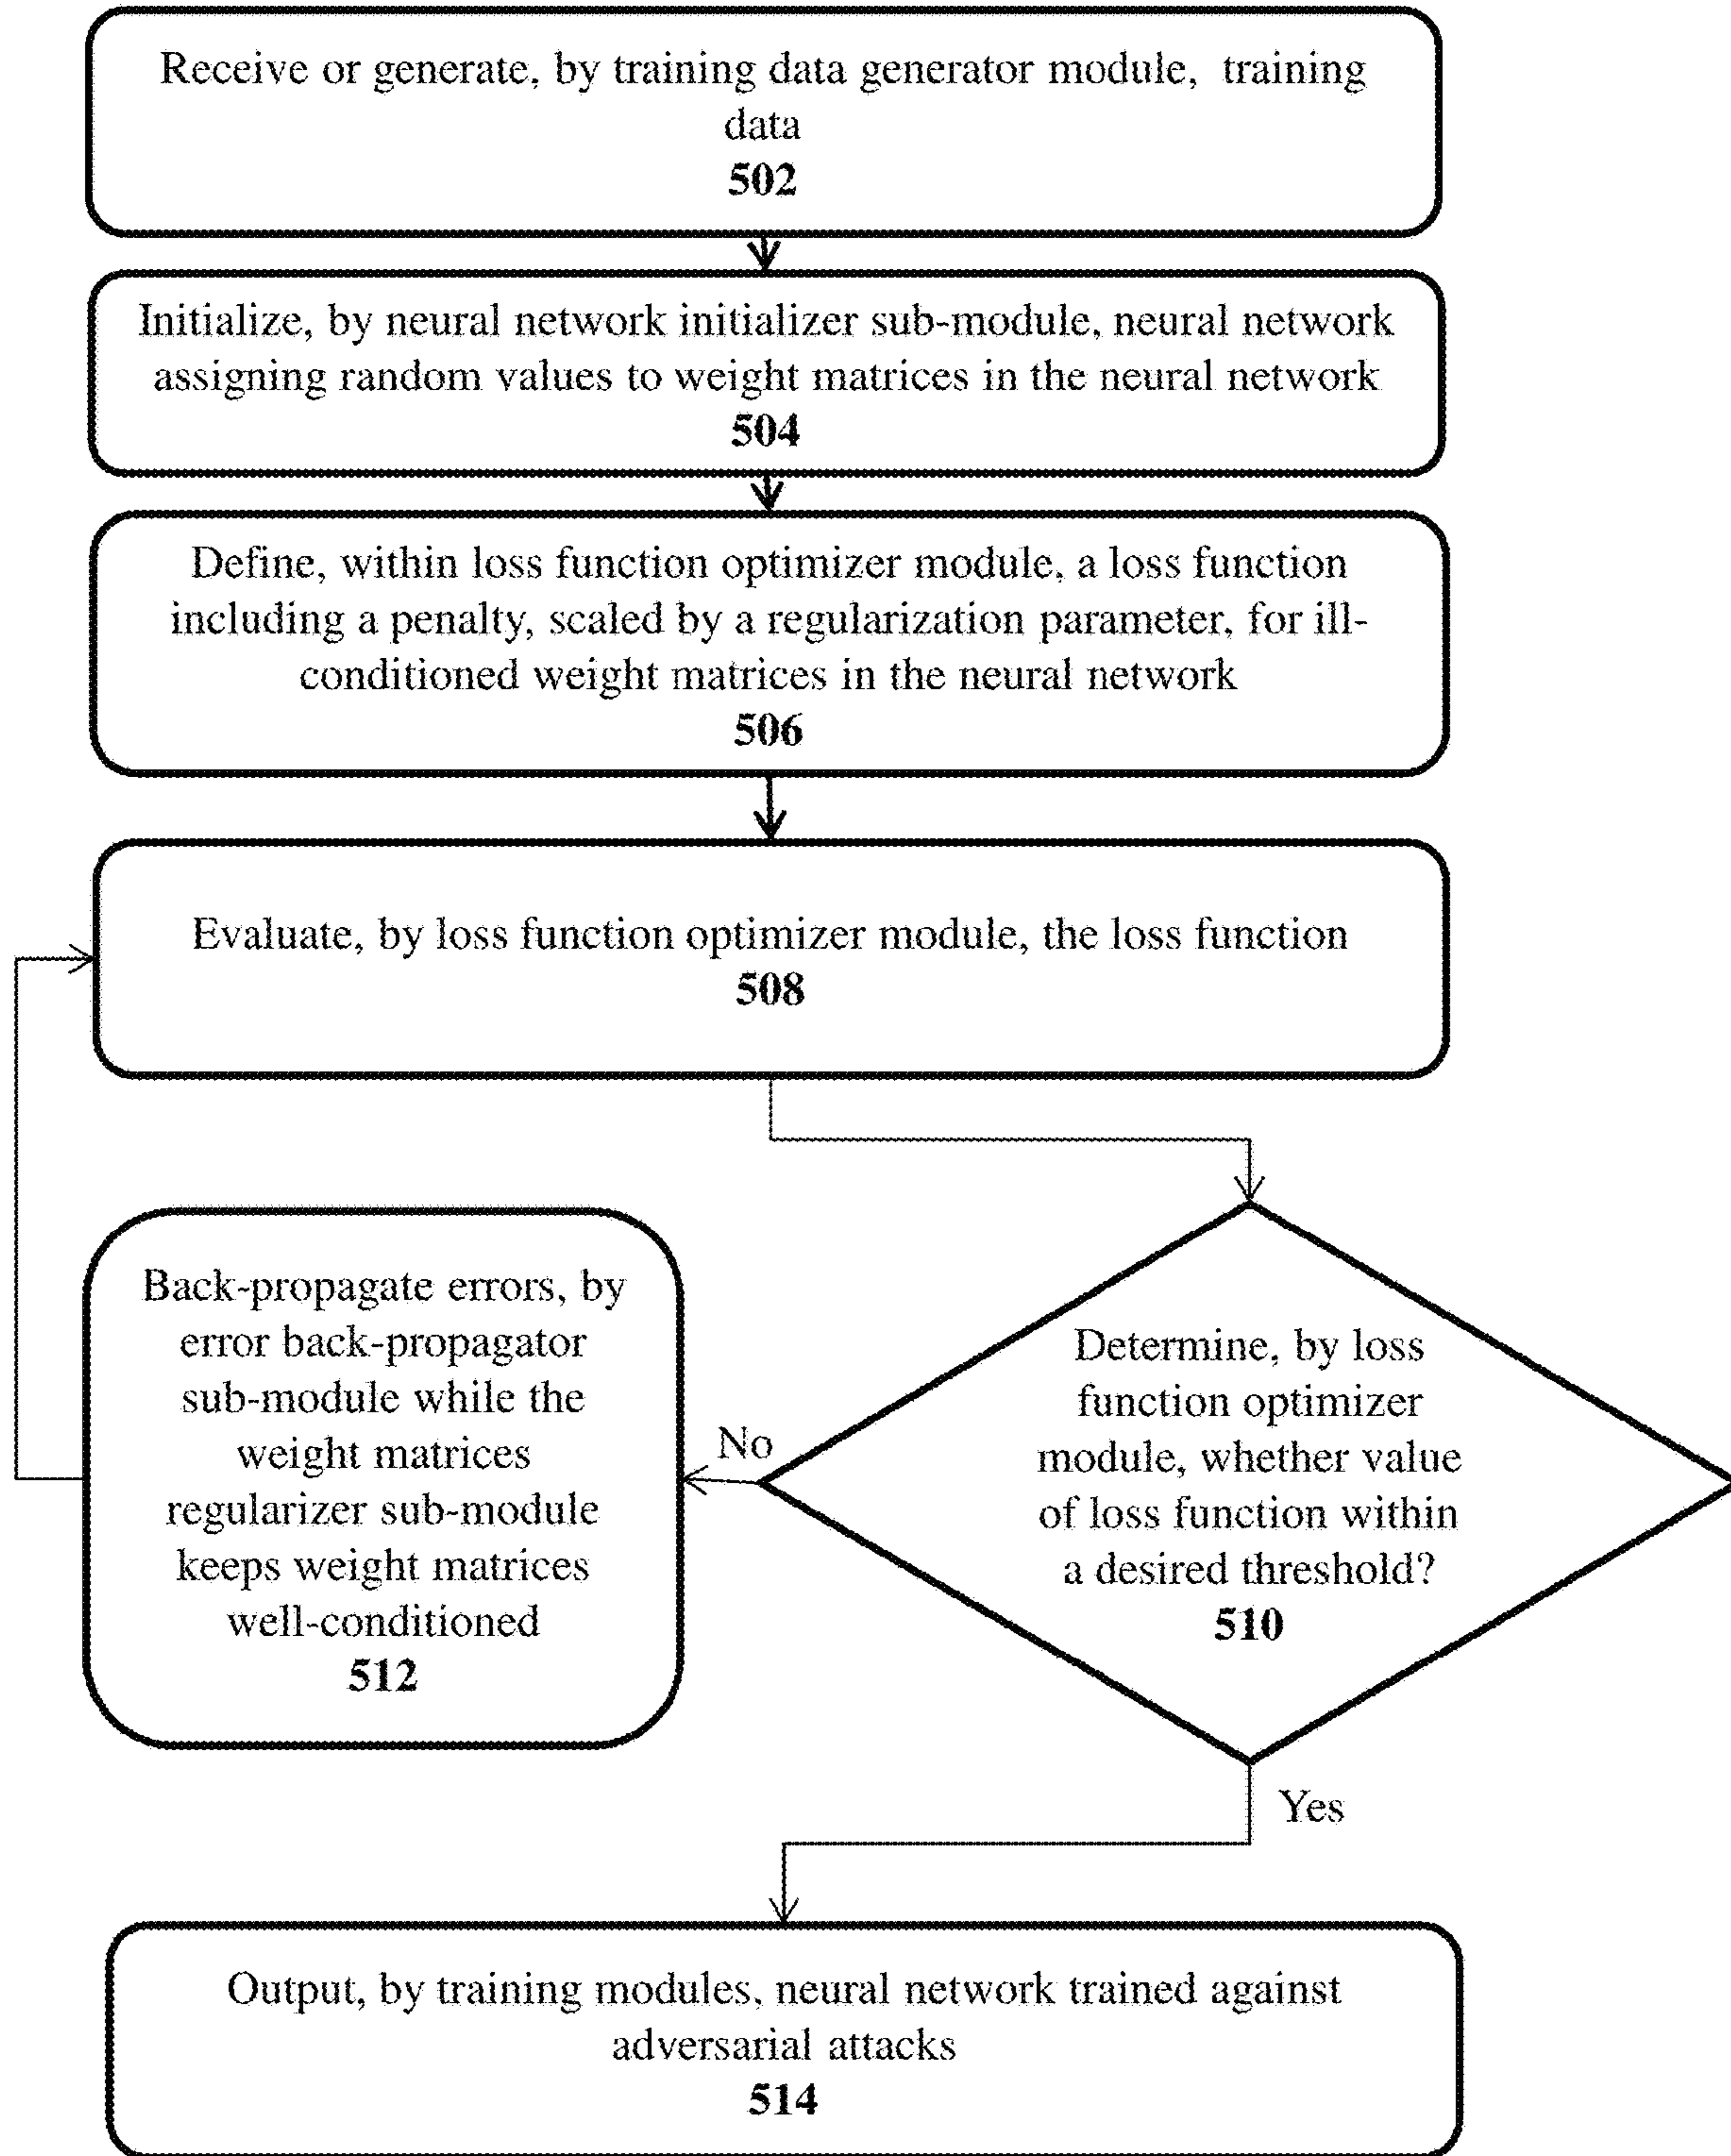 Receive or generate, by training data generator module, training
data
502
Initialize, by neural network initializer sub-module, neural network
assigning random values to weight matrices in the neural network
504
Define, within loss function optimizer module, a loss function
including a penalty, scaled by a regularization parameter, for ill-
conditioned weight matrices in the neural network
506
Evaluate, by loss function optimizer module, the loss function
508
Back-propagate errors, by
error back-propagator
sub-module while the
weight matrices
regularizer sub-module
keeps weight matrices
well-conditioned
512
No
Determine, by loss
function optimizer
module, whether value
of loss function within
a desired threshold?
510
Yes
Output, by training modules, neural network trained against
adversarial attacks
514